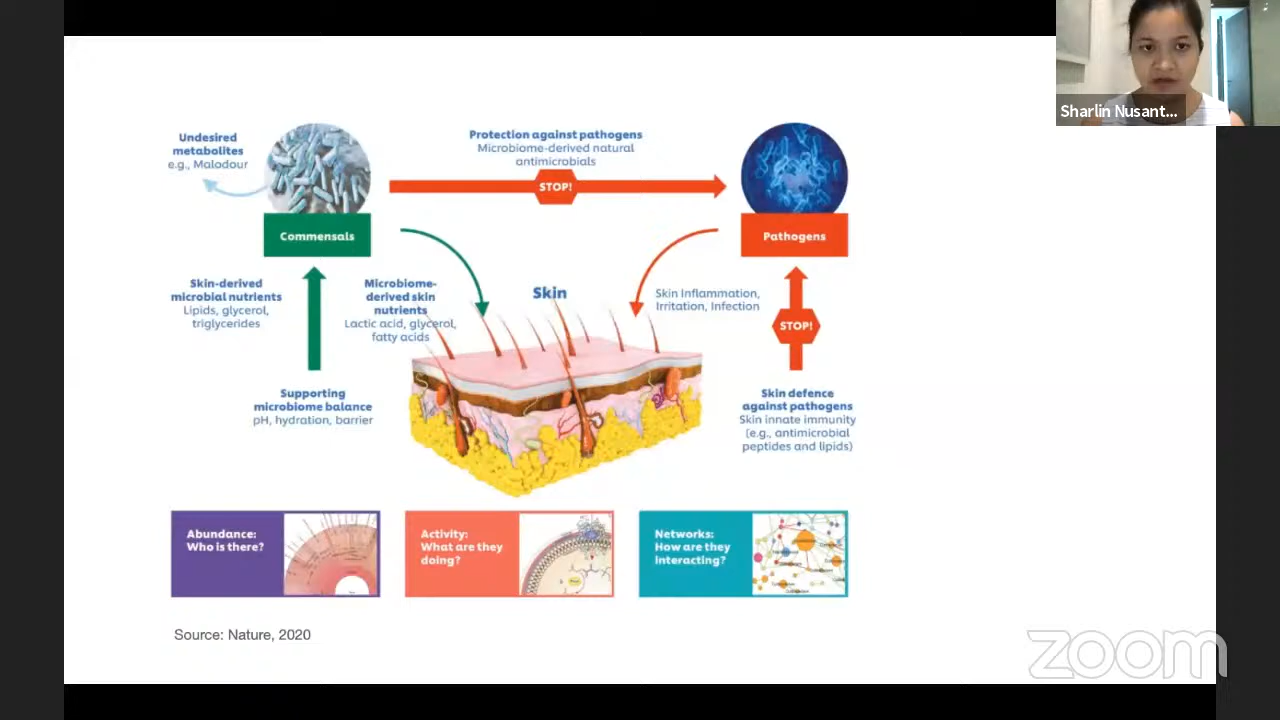 Sharlin Nusant...
Undesired
metabolites
e.g., Malodour
Protection against pathogens
Microbiome-derived natural
antimicrobials
STOP!
Commensals
Pathogens
Skin-derived
microbial nutrients
Lipids, glycerol,
triglycerides
Microbiome-
derived skin
nutrients
Lactic acid, glycerol,
fatty acids
Skin
Skin Inflammation,
Irritation, Infection
STOP!
Supporting
microbiome balance
pH, hydration, barrier
Skin defence
against pathogens
Skin innate immunity
(e.g., antimicrobial
peptides and lipids)
Abundance:
Who is there?
Activity:
What are they
doing?
Networks:
How are they
interacting?
Source: Nature, 2020
zoom